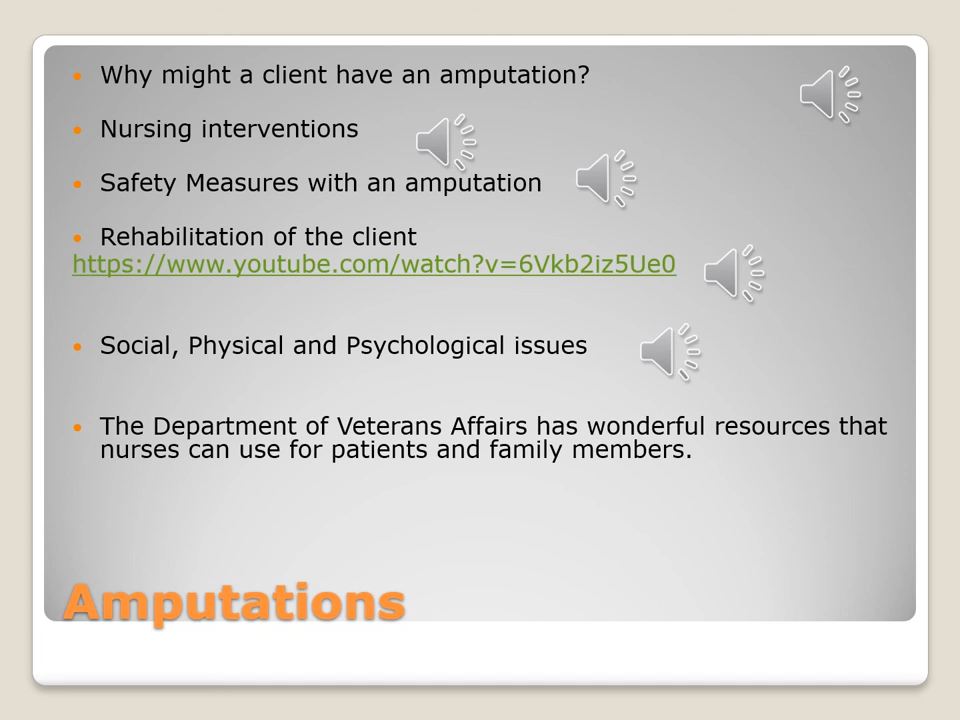 • Why might a client have an amputation?
• Nursing interventions
• Safety Measures with an amputation
• Rehabilitation of the client
https://www.youtube.com/watch?v=6Vkb2iz5Ue0
• Social, Physical and Psychological issues
• The Department of Veterans Affairs has wonderful resources that
nurses can use for patients and family members.
Amputations